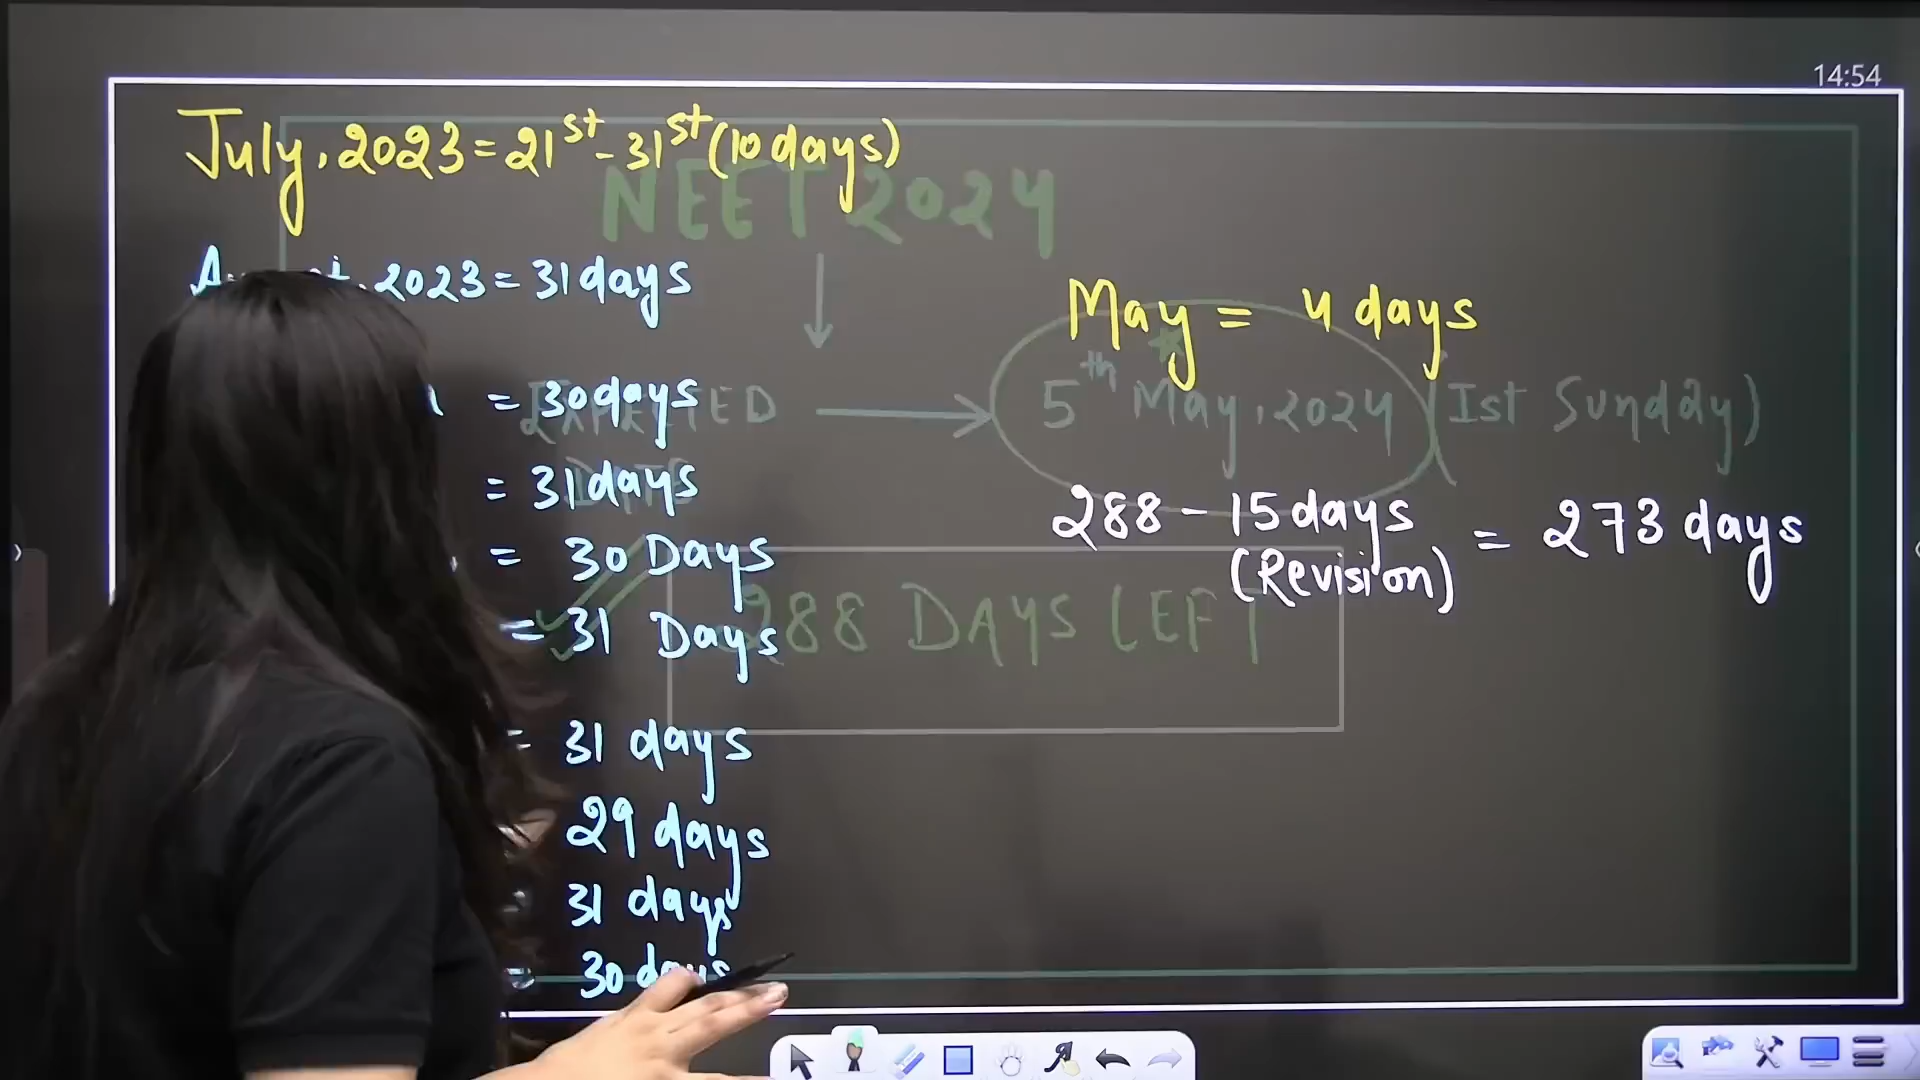 14:54
July, 2023 = 21st - 31st (10 days)
NEET 2024
2023 = 31 days
May = 4 days
= 30 days
EXPECTED
5th May, 2024 (Ist Sunday)
= 31 days
288 - 15 days = 273 days
(Revision)
= 30 Days
288 DAYS LEFT
= 31 Days
= 31 days
29 days
31 days
= 30 days